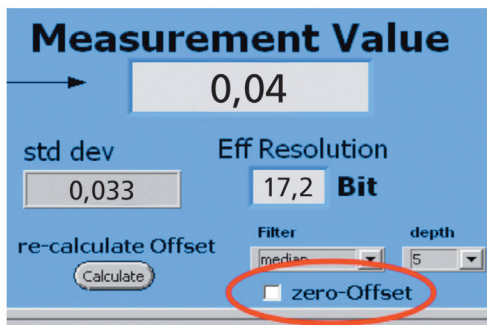 Measurement Value
0,04
std dev
Eff Resolution
0,033
17,2 Bit
Filter
depth
re-calculate Offset
median
5
Calculate
zero-Offset